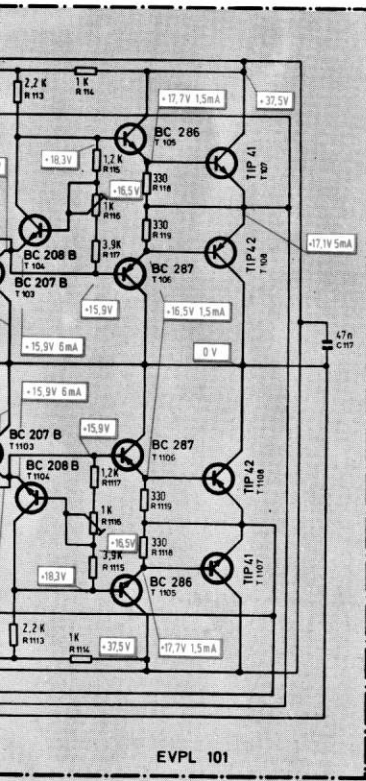 2,2 K
R 113
1 K
R 114
+17,7V 1,5mA
+37,5V
BC 286
T 105
+18,3V
1,2 K
R 115
+16,5V
1K
R 116
330
R 118
TIP 41
T 107
330
R 119
3,9K
R 117
BC 208 B
T 104
BC 207 B
T 103
BC 287
T 106
TIP 42
T 108
+17,1V 5mA
+15,9V
+16,5V 1,5mA
+15,9V 6mA
0 V
47n
C 117
+15,9V 6mA
+15,9V
BC 207 B
T 1103
BC 208 B
T 1104
BC 287
T 1106
1,2K
R 1117
TIP 42
T 1108
330
R 1119
1K
R 1116
+16,5V
330
R 1118
3,9K
R 1115
TIP 41
T 1107
+18,3V
BC 286
T 1105
2,2 K
R 1113
1K
R 1114
+37,5V
+17,7V 1,5mA
EVPL 101